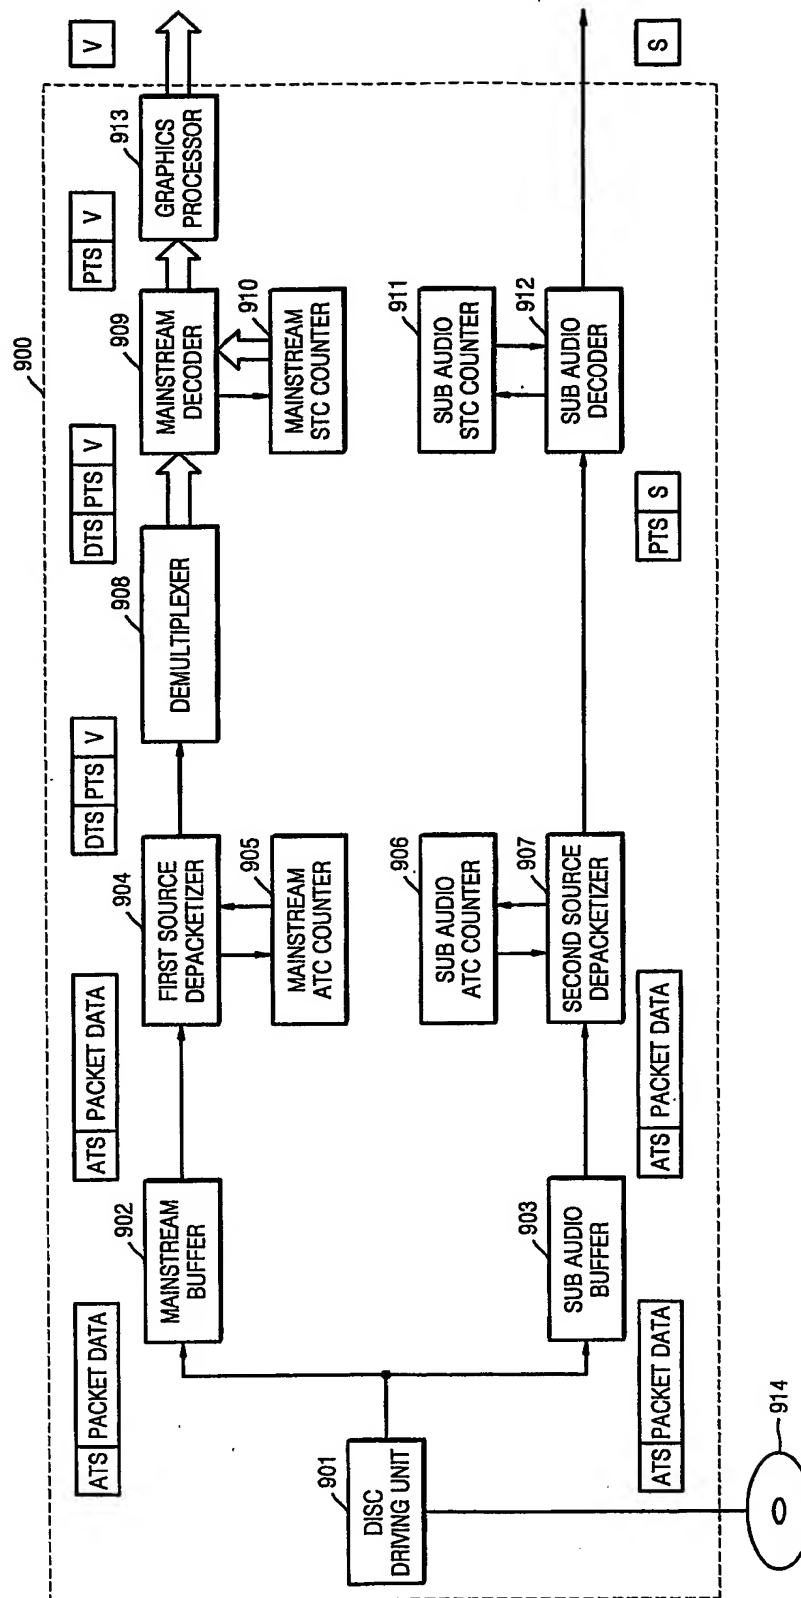 900
ATS PACKET DATA
ATS PACKET DATA
DTS PTS V
DTS PTS V
PTS V
V
902
MAINSTREAM
BUFFER
904
FIRST SOURCE
DEPACKETIZER
908
DEMULTIPLEXER
909
MAINSTREAM
DECODER
913
GRAPHICS
PROCESSOR
905
MAINSTREAM
ATC COUNTER
910
MAINSTREAM
STC COUNTER
901
DISC
DRIVING UNIT
906
SUB AUDIO
ATC COUNTER
911
SUB AUDIO
STC COUNTER
903
SUB AUDIO
BUFFER
907
SECOND SOURCE
DEPACKETIZER
912
SUB AUDIO
DECODER
ATS PACKET DATA
ATS PACKET DATA
PTS S
S
914